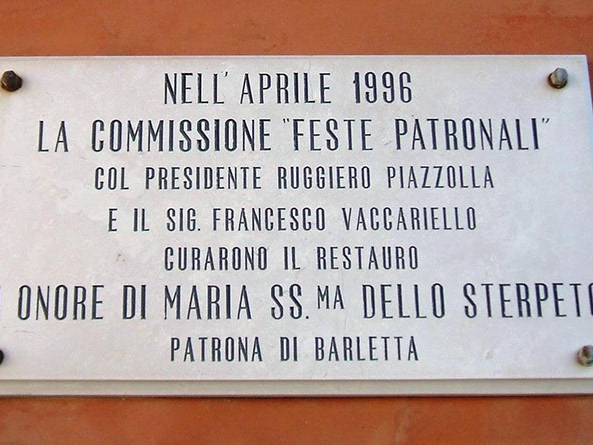 NELL'APRILE 1996
LA COMMISSIONE "FESTE PATRONALI"
COL PRESIDENTE RUGGIERO PIAZZOLLA
E IL SIG. FRANCESCO VACCARIELLO
CURARONO IL RESTAURO
ONORE DI MARIA SS.MA DELLO STERPETO
PATRONA DI BARLETTA